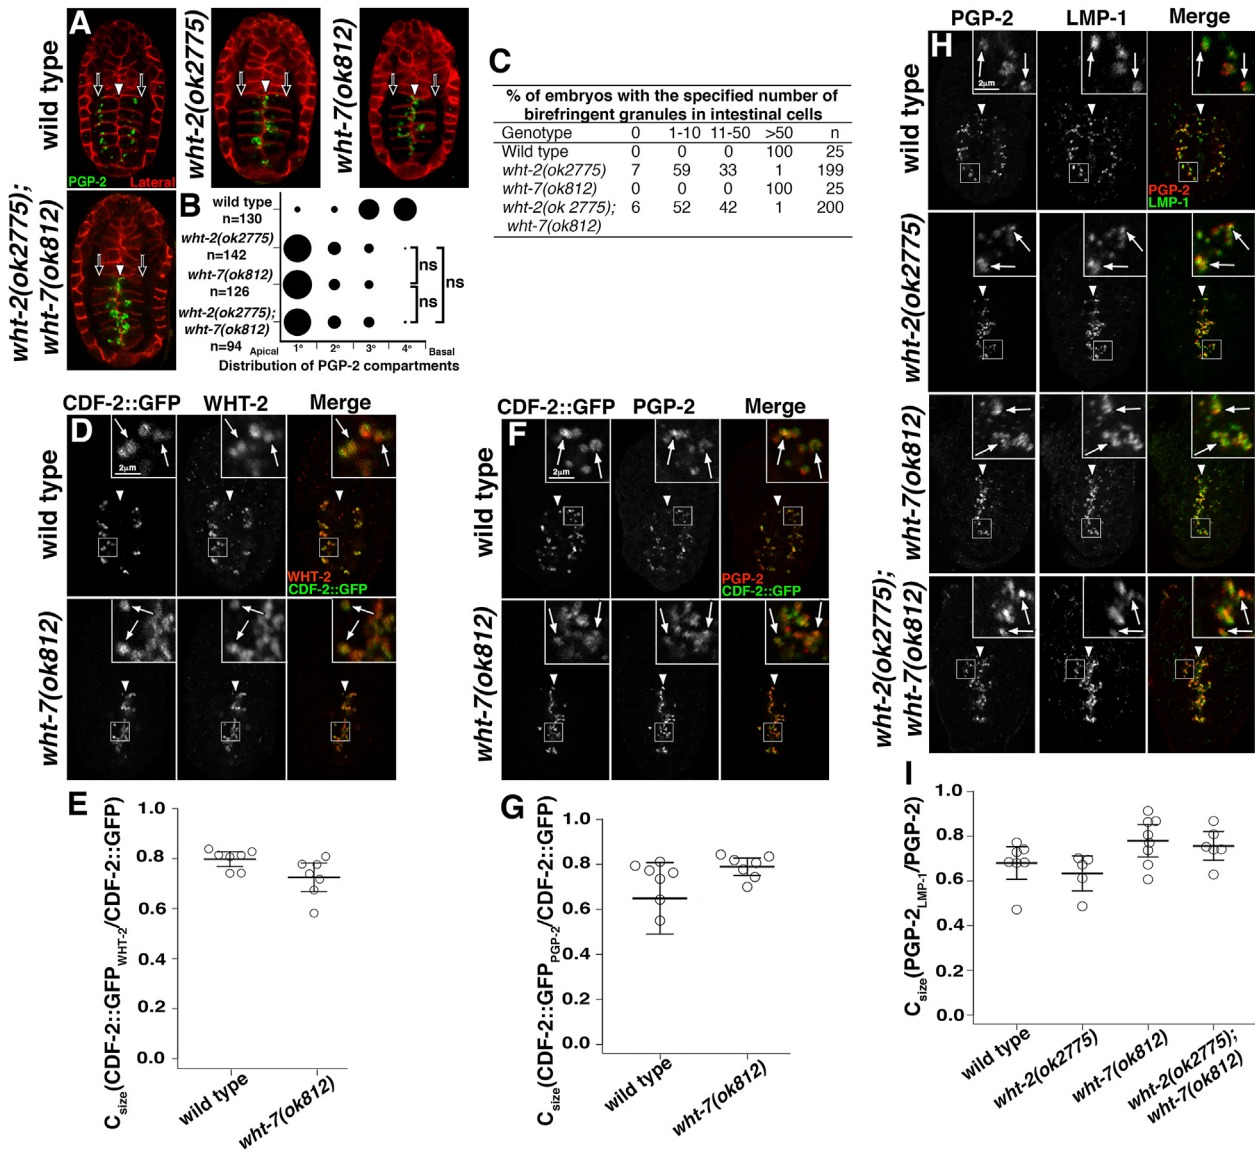 A
wild type
PGP-2 Lateral
wht-2(ok2775)
wht-7(ok812)
wht-2(ok2775);
wht-7(ok812)
B
wild type
n=130
wht-2(ok2775)
n=142
wht-7(ok812)
n=126
wht-2(ok2775);
wht-7(ok812)
n=94
ns
ns
ns
Apical 1° 2° 3° 4° Basal
Distribution of PGP-2 compartments
C
% of embryos with the specified number of
birefringent granules in intestinal cells
Genotype 0 1-10 11-50 >50 n
Wild type 0 0 0 100 25
wht-2(ok2775) 7 59 33 1 199
wht-7(ok812) 0 0 0 100 25
wht-2(ok 2775); 6 52 42 1 200
wht-7(ok812)
D
CDF-2::GFP WHT-2 Merge
wild type
2µm
WHT-2
CDF-2::GFP
wht-7(ok812)
E
Csize(CDF-2::GFPWHT-2/CDF-2::GFP)
1.0
0.8
0.6
0.4
0.2
0.0
wild type
wht-7(ok812)
F
CDF-2::GFP PGP-2 Merge
wild type
2µm
PGP-2
CDF-2::GFP
wht-7(ok812)
G
Csize(CDF-2::GFPPGP-2/CDF-2::GFP)
1.0
0.8
0.6
0.4
0.2
0.0
wild type
wht-7(ok812)
H
PGP-2 LMP-1 Merge
wild type
2µm
PGP-2
LMP-1
wht-2(ok2775)
wht-7(ok812)
wht-2(ok2775);
wht-7(ok812)
I
Csize(PGP-2LMP-1/PGP-2)
1.0
0.8
0.6
0.4
0.2
0.0
wild type
wht-2(ok2775)
wht-7(ok812)
wht-2(ok2775);
wht-7(ok812)